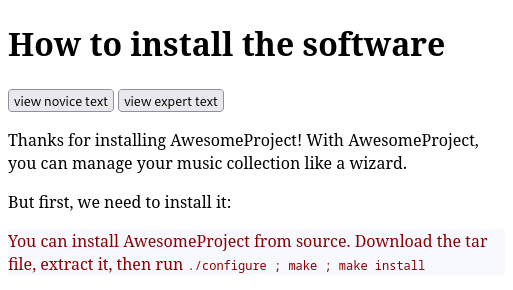 How to install the software
view novice text view expert text
Thanks for installing AwesomeProject! With AwesomeProject,
you can manage your music collection like a wizard.
But first, we need to install it:
You can install AwesomeProject from source. Download the tar
file, extract it, then run ./configure ; make ; make install